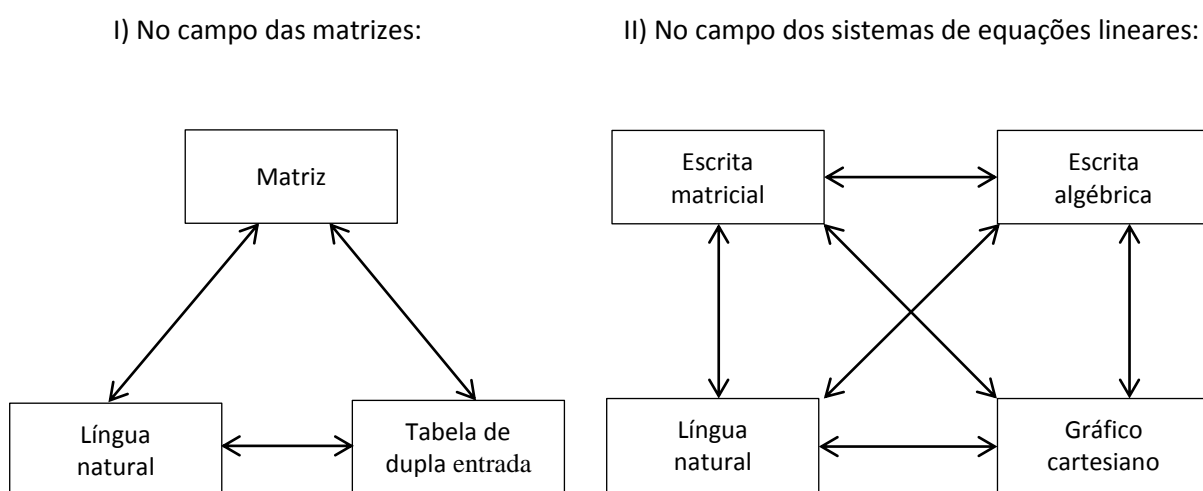 I) No campo das matrizes:
II) No campo dos sistemas de equações lineares:
Matriz
Língua
natural
Tabela de
dupla entrada
Escrita
matricial
Escrita
algébrica
Língua
natural
Gráfico
cartesiano